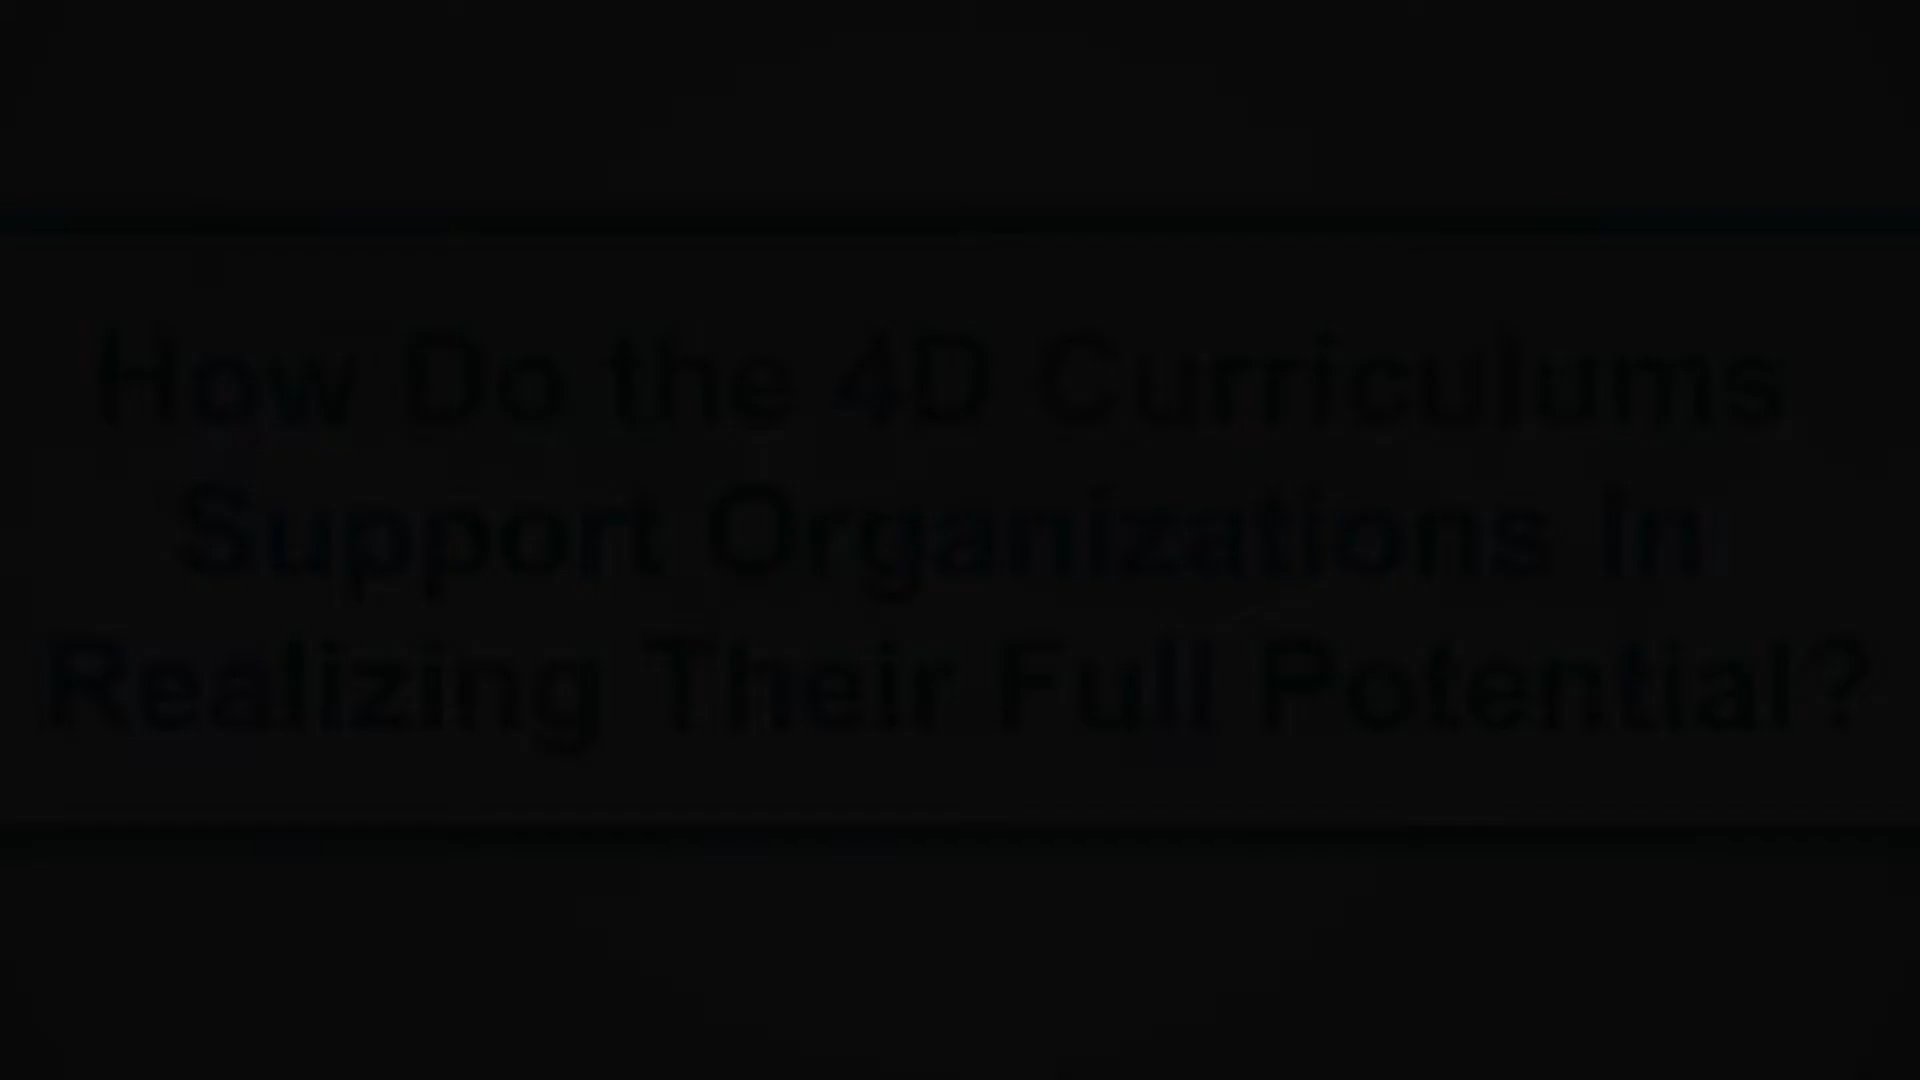 How Do the 4D Curriculums
Support Organizations in
Realizing Their Full Potential?